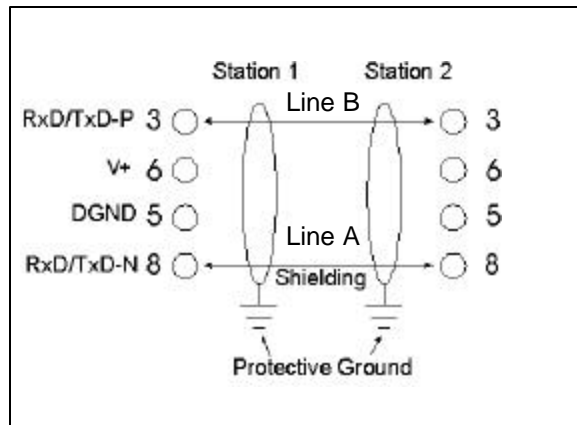 Station 1 Station 2
RxD/TxD-P 3 Line B 3
V+ 6 6
DGND 5 5
Line A
RxD/TxD-N 8 8
Shielding
Protective Ground